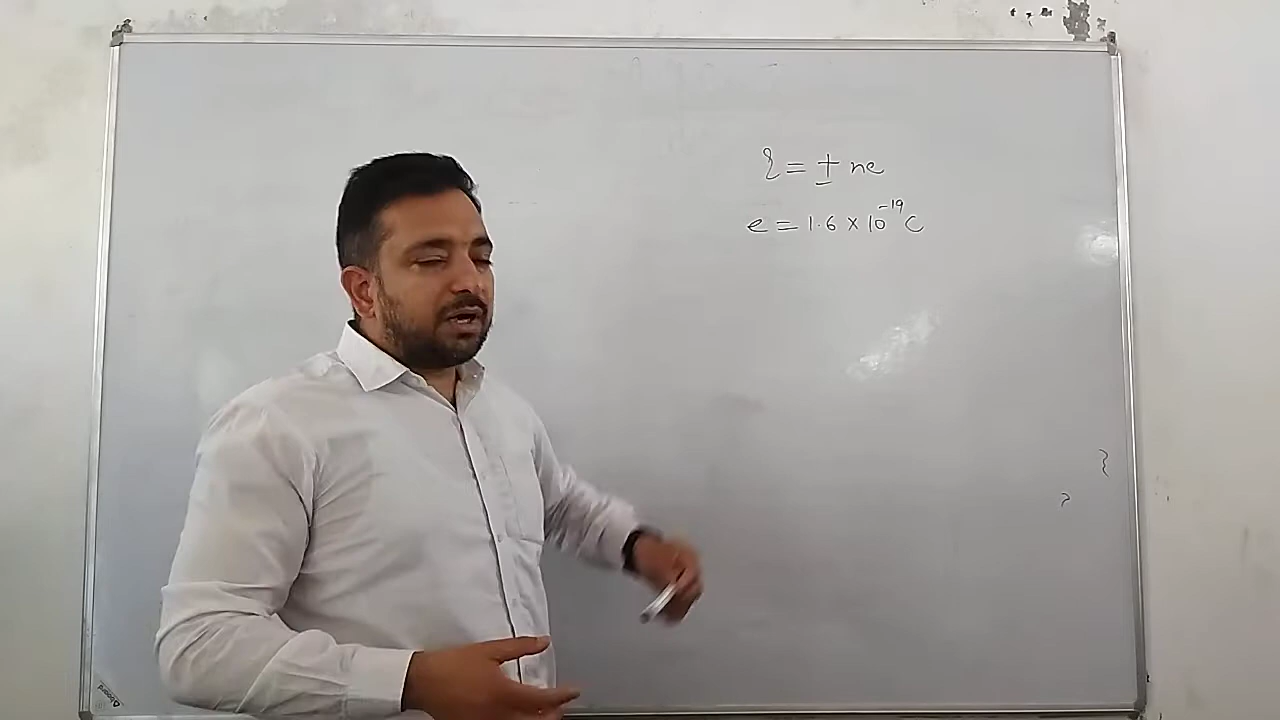 q = ± ne
e = 1.6 × 10⁻¹⁹ C